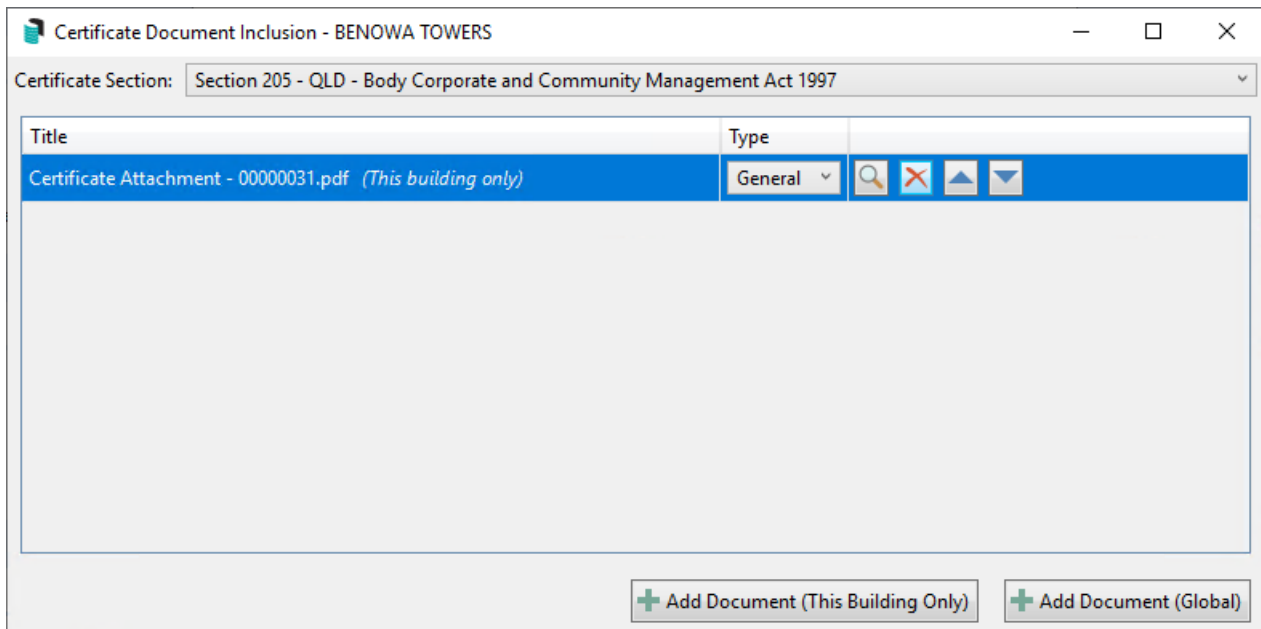 Certificate Document Inclusion - BENOWA TOWERS
Certificate Section: Section 205 - QLD - Body Corporate and Community Management Act 1997
Title Type
Certificate Attachment - 00000031.pdf (This building only) General
Add Document (This Building Only) Add Document (Global)